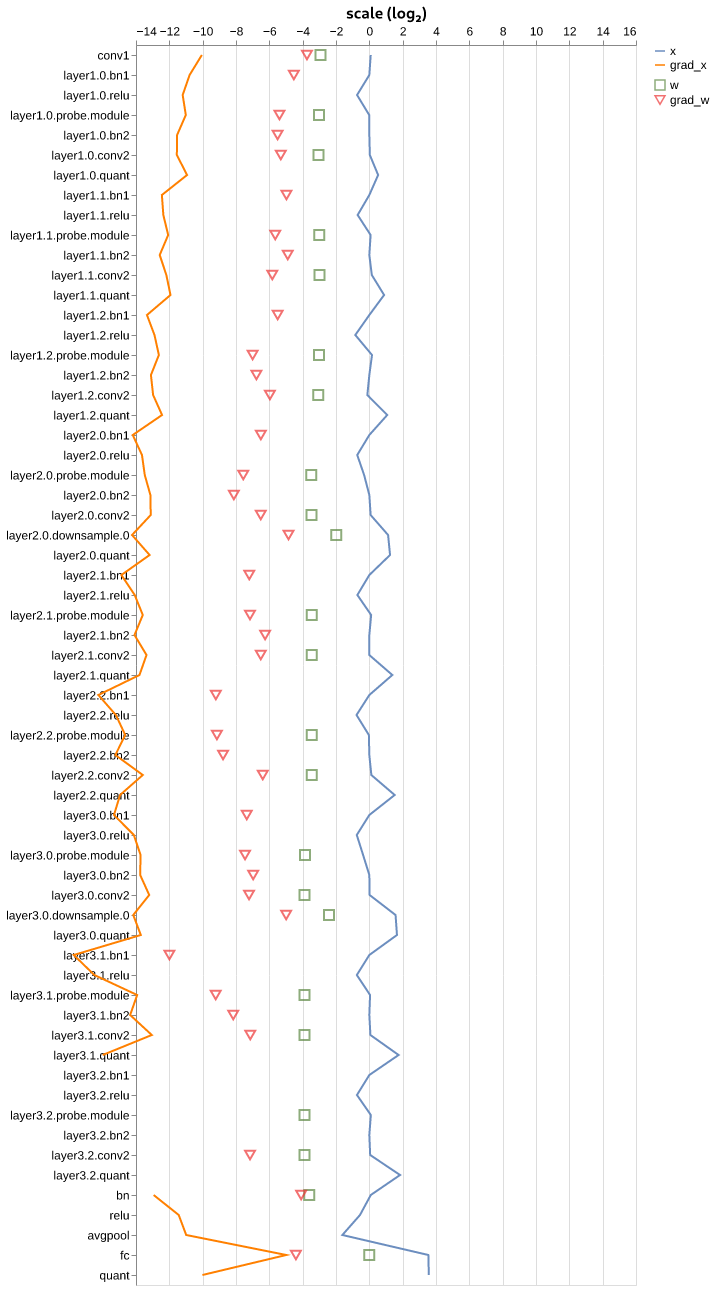 scale (log₂)
−14 −12 −10 −8 −6 −4 −2 0 2 4 6 8 10 12 14 16
x
grad_x
w
grad_w
conv1
layer1.0.bn1
layer1.0.relu
layer1.0.probe.module
layer1.0.bn2
layer1.0.conv2
layer1.0.quant
layer1.1.bn1
layer1.1.relu
layer1.1.probe.module
layer1.1.bn2
layer1.1.conv2
layer1.1.quant
layer1.2.bn1
layer1.2.relu
layer1.2.probe.module
layer1.2.bn2
layer1.2.conv2
layer1.2.quant
layer2.0.bn1
layer2.0.relu
layer2.0.probe.module
layer2.0.bn2
layer2.0.conv2
layer2.0.downsample.0
layer2.0.quant
layer2.1.bn1
layer2.1.relu
layer2.1.probe.module
layer2.1.bn2
layer2.1.conv2
layer2.1.quant
layer2.2.bn1
layer2.2.relu
layer2.2.probe.module
layer2.2.bn2
layer2.2.conv2
layer2.2.quant
layer3.0.bn1
layer3.0.relu
layer3.0.probe.module
layer3.0.bn2
layer3.0.conv2
layer3.0.downsample.0
layer3.0.quant
layer3.1.bn1
layer3.1.relu
layer3.1.probe.module
layer3.1.bn2
layer3.1.conv2
layer3.1.quant
layer3.2.bn1
layer3.2.relu
layer3.2.probe.module
layer3.2.bn2
layer3.2.conv2
layer3.2.quant
bn
relu
avgpool
fc
quant